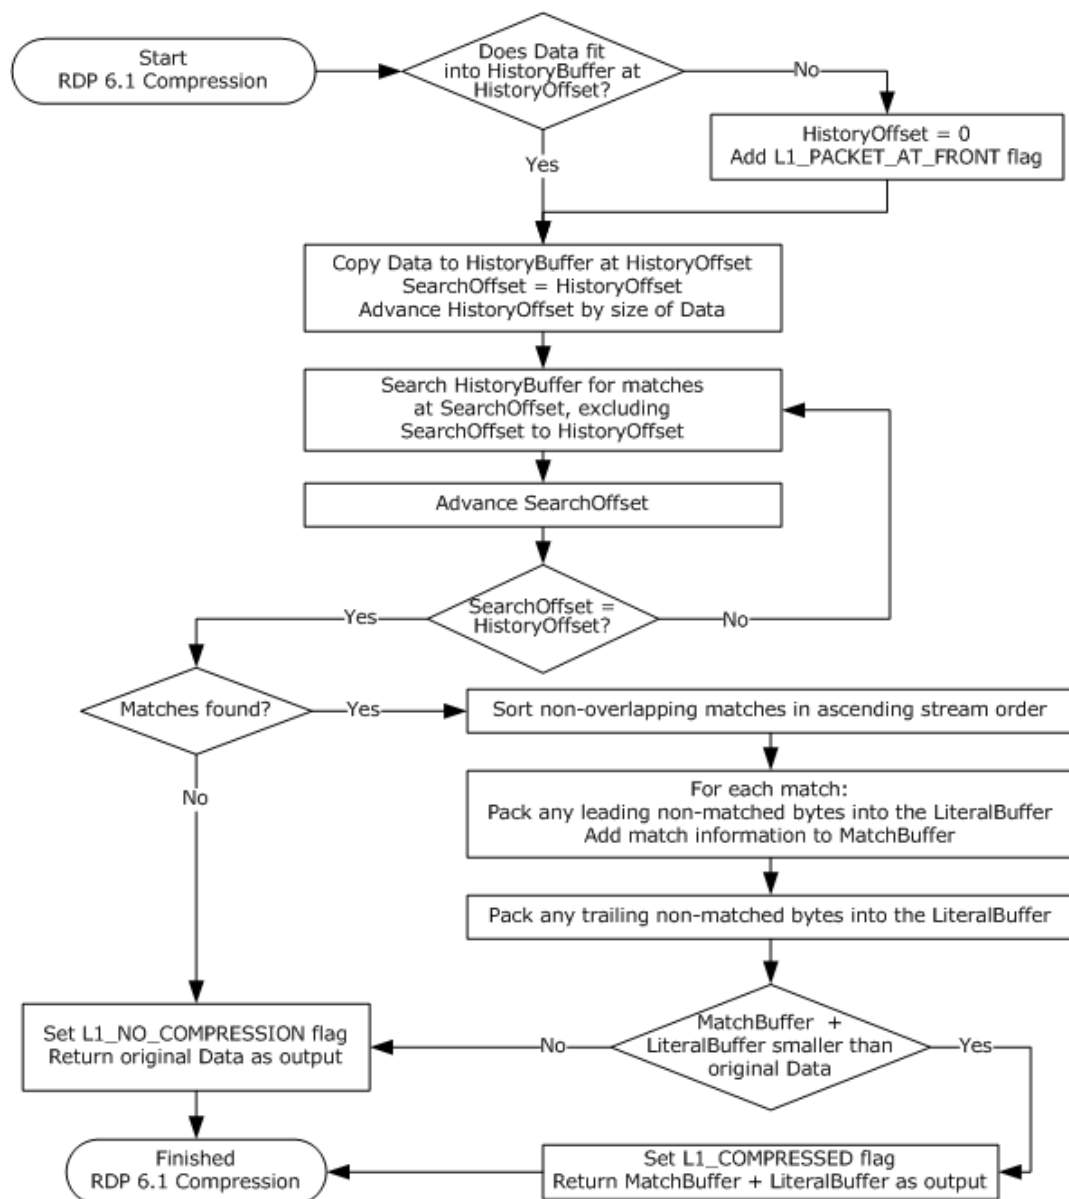 Start
RDP 6.1 Compression
Does Data fit
into HistoryBuffer at
HistoryOffset?
No
HistoryOffset = 0
Add L1_PACKET_AT_FRONT flag
Yes
Copy Data to HistoryBuffer at HistoryOffset
SearchOffset = HistoryOffset
Advance HistoryOffset by size of Data
Search HistoryBuffer for matches
at SearchOffset, excluding
SearchOffset to HistoryOffset
Advance SearchOffset
SearchOffset =
HistoryOffset?
Yes
No
Matches found?
Yes
Sort non-overlapping matches in ascending stream order
No
For each match:
Pack any leading non-matched bytes into the LiteralBuffer
Add match information to MatchBuffer
Pack any trailing non-matched bytes into the LiteralBuffer
MatchBuffer +
LiteralBuffer smaller than
original Data
No
Yes
Set L1_NO_COMPRESSION flag
Return original Data as output
Set L1_COMPRESSED flag
Return MatchBuffer + LiteralBuffer as output
Finished
RDP 6.1 Compression